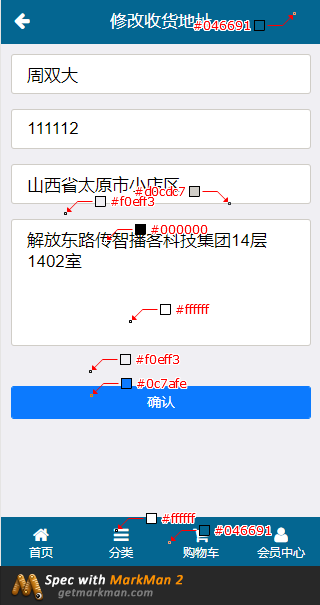 修改收货地址
#046691
周双大
111112
山西省太原市小店区
#d0cdc7
#f0eff3
#000000
解放东路传智播客科技集团14层
1402室
#ffffff
#f0eff3
#0c7afe
确认
#ffffff
#046691
首页
分类
购物车
会员中心
Spec with MarkMan 2
getmarkman.com